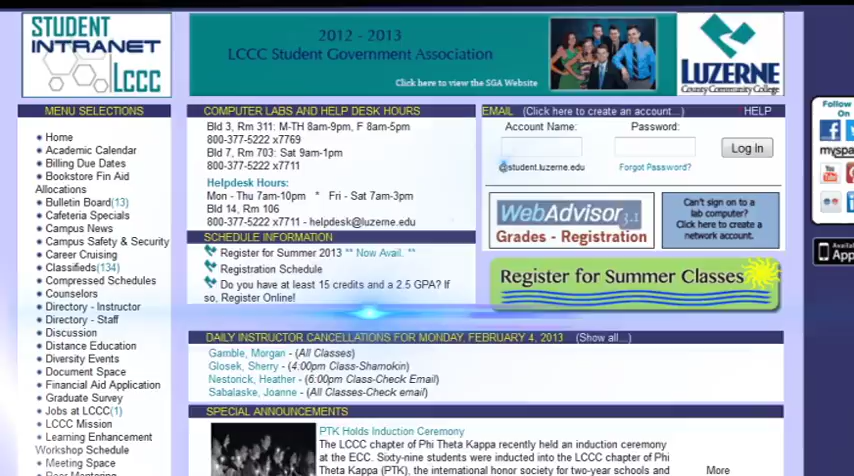 STUDENT
INTRANET
LCCC
2012 - 2013
LCCC Student Government Association
Click here to view the SGA Website
LUZERNE
County Community College
MENU SELECTIONS
Home
Academic Calendar
Billing Due Dates
Bookstore Fin Aid
Allocations
Bulletin Board(13)
Cafeteria Specials
Campus News
Campus Safety & Security
Career Cruising
Classifieds(134)
Compressed Schedules
Counselors
Directory - Instructor
Directory - Staff
Discussion
Distance Education
Diversity Events
Document Space
Financial Aid Application
Graduate Survey
Jobs at LCCC(1)
LCCC Mission
Learning Enhancement
Workshop Schedule
Meeting Space
Peer Mentoring
COMPUTER LABS AND HELP DESK HOURS
Bld 3, Rm 311: M-TH 8am-9pm, F 8am-5pm
800-377-5222 x7769
Bld 7, Rm 703: Sat 9am-1pm
800-377-5222 x7711
Helpdesk Hours:
Mon - Thu 7am-10pm * Fri - Sat 7am-3pm
Bld 14, Rm 106
800-377-5222 x7711 - helpdesk@luzerne.edu
SCHEDULE INFORMATION
Register for Summer 2013 ** Now Avail. **
Registration Schedule
Do you have at least 15 credits and a 2.5 GPA? If
so, Register Online!
EMAIL (Click here to create an account...) HELP
Account Name: Password:
Log In
@student.luzerne.edu Forgot Password?
WebAdvisor 3.1
Grades - Registration
Can't sign on to a
lab computer?
Click here to create a
network account.
Register for Summer Classes
DAILY INSTRUCTOR CANCELLATIONS FOR MONDAY, FEBRUARY 4, 2013 (Show all...)
Gamble, Morgan - (All Classes)
Glosek, Sherry - (4:00pm Class-Shamokin)
Nestorick, Heather - (6:00pm Class-Check Email)
Sabalaske, Joanne - (All Classes-Check email)
SPECIAL ANNOUNCEMENTS
PTK Holds Induction Ceremony
The LCCC chapter of Phi Theta Kappa recently held an induction ceremony
at the ECC. Sixty-nine students were inducted into the LCCC chapter of Phi
Theta Kappa (PTK), the international honor society for two-year schools and
More
Follow
On